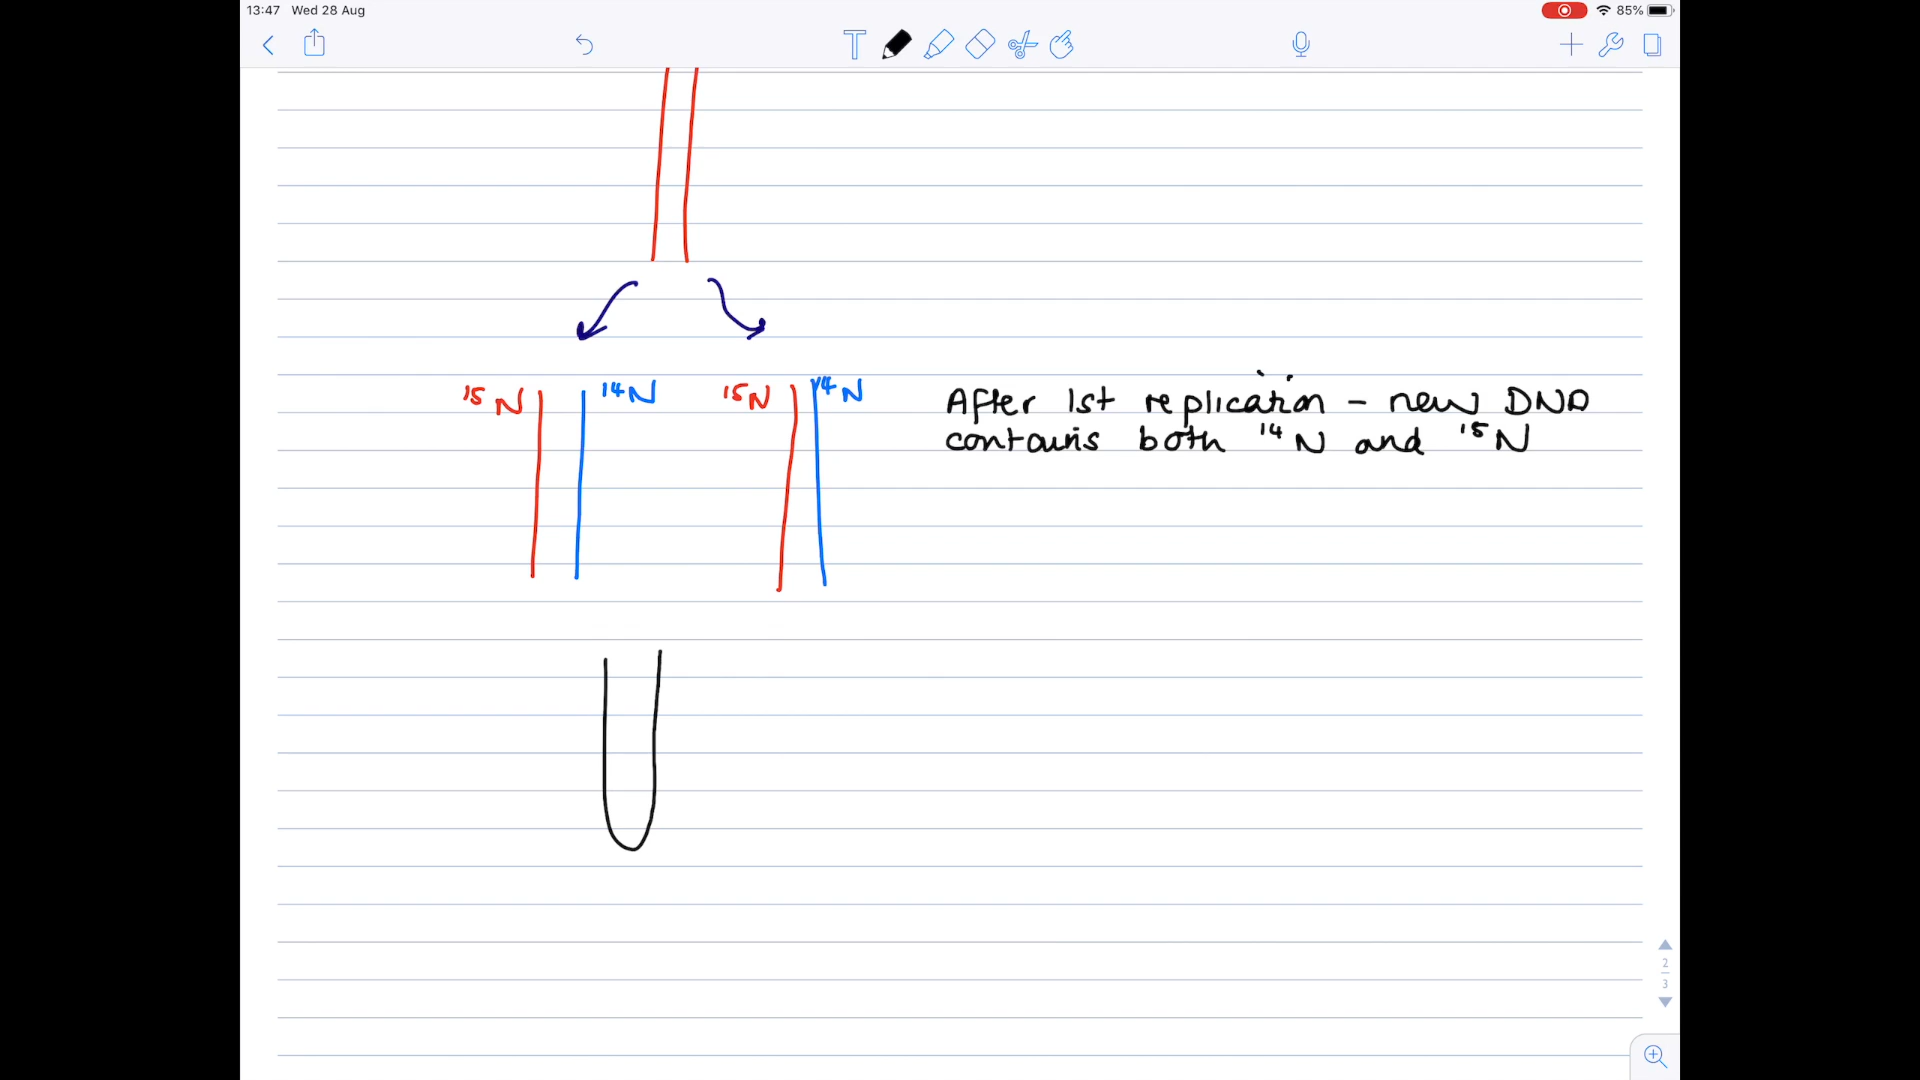 13:47 Wed 28 Aug
85%
T
¹⁵N ¹⁴N ¹⁵N ¹⁴N
After 1st replication – new DNA
contains both ¹⁴N and ¹⁵N
2
3